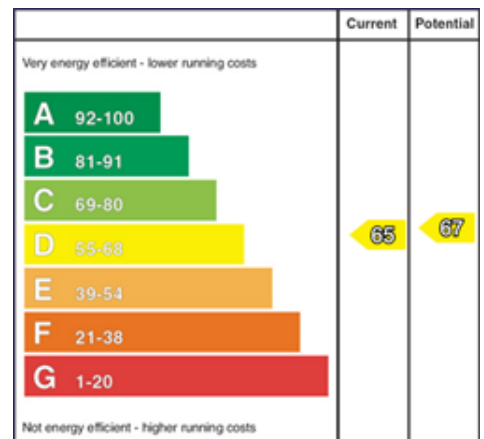 Current Potential
Very energy efficient - lower running costs
A 92-100
B 81-91
C 69-80
D 55-68
65
67
E 39-54
F 21-38
G 1-20
Not energy efficient - higher running costs